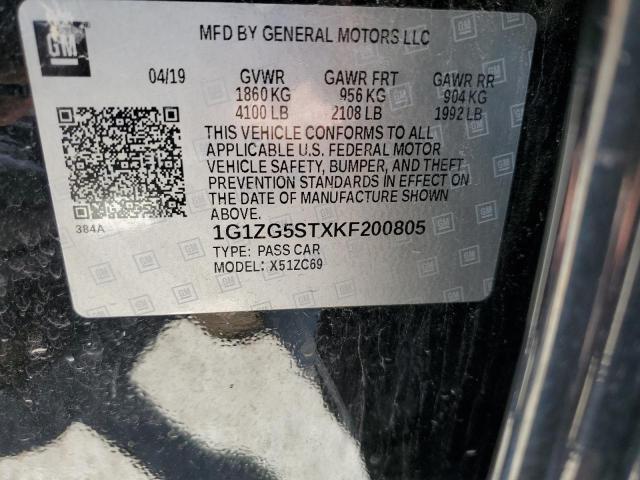 GM
MFD BY GENERAL MOTORS LLC
04/19 GVWR GAWR FRT GAWR RR
1860 KG 956 KG 904 KG
4100 LB 2108 LB 1992 LB
THIS VEHICLE CONFORMS TO ALL
APPLICABLE U.S. FEDERAL MOTOR
VEHICLE SAFETY, BUMPER, AND THEFT
PREVENTION STANDARDS IN EFFECT ON
THE DATE OF MANUFACTURE SHOWN
ABOVE.
384A
1G1ZG5STXKF200805
TYPE: PASS CAR
MODEL: X51ZC69